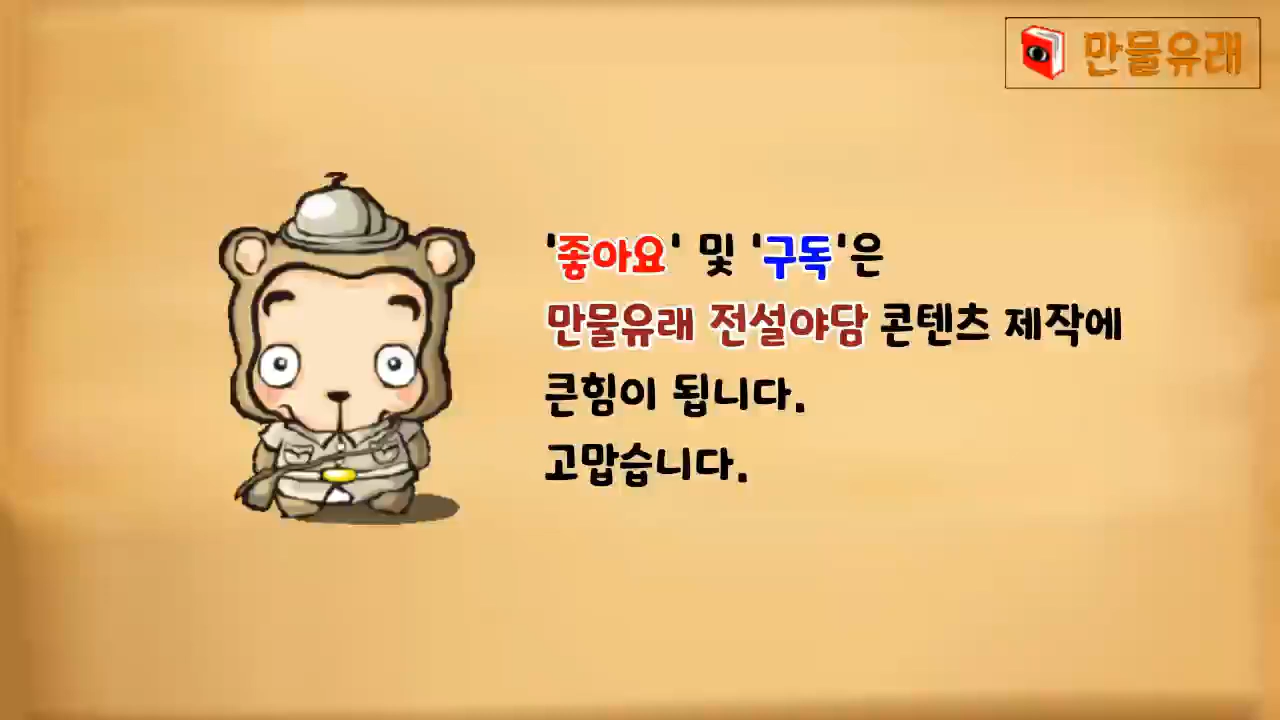 만물유래
'좋아요' 및 '구독'은
만물유래 전설야담 콘텐츠 제작에
큰힘이 됩니다.
고맙습니다.